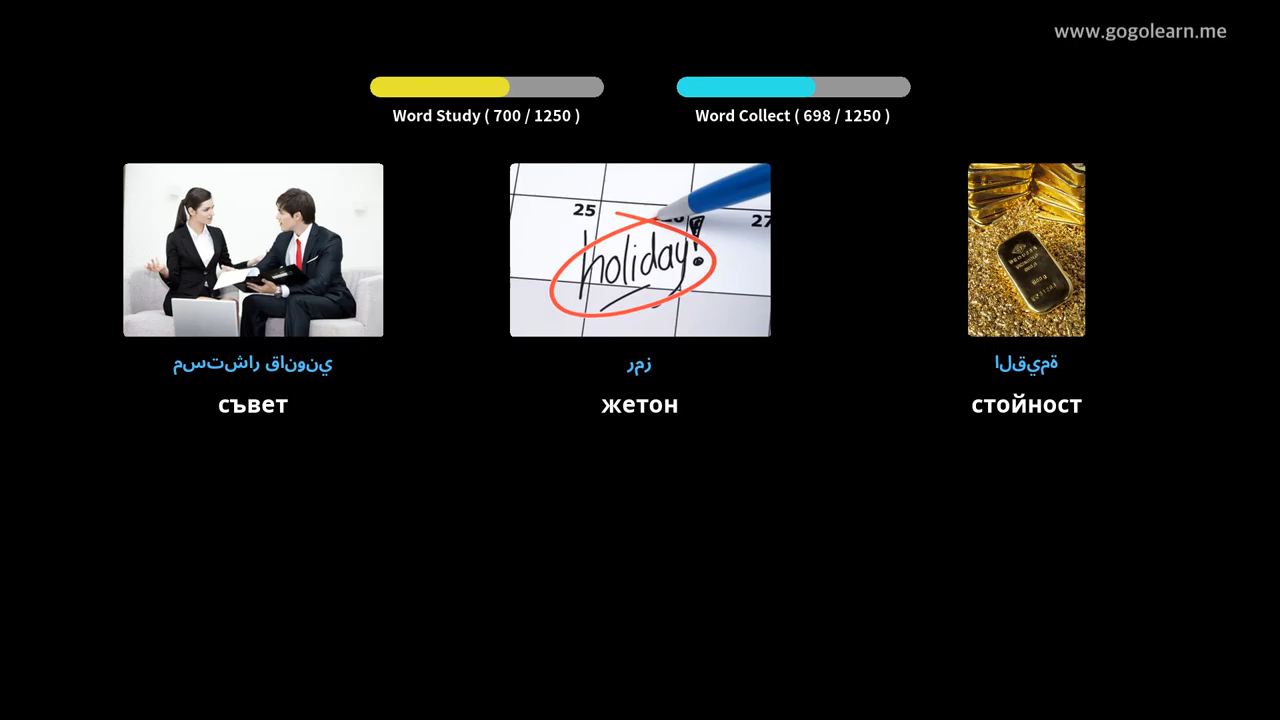 www.gogolearn.me
Word Study ( 700 / 1250 )
Word Collect ( 698 / 1250 )
25
27
holiday!
مستشار قانوني
رمز
القيمة
съвет
жетон
стойност